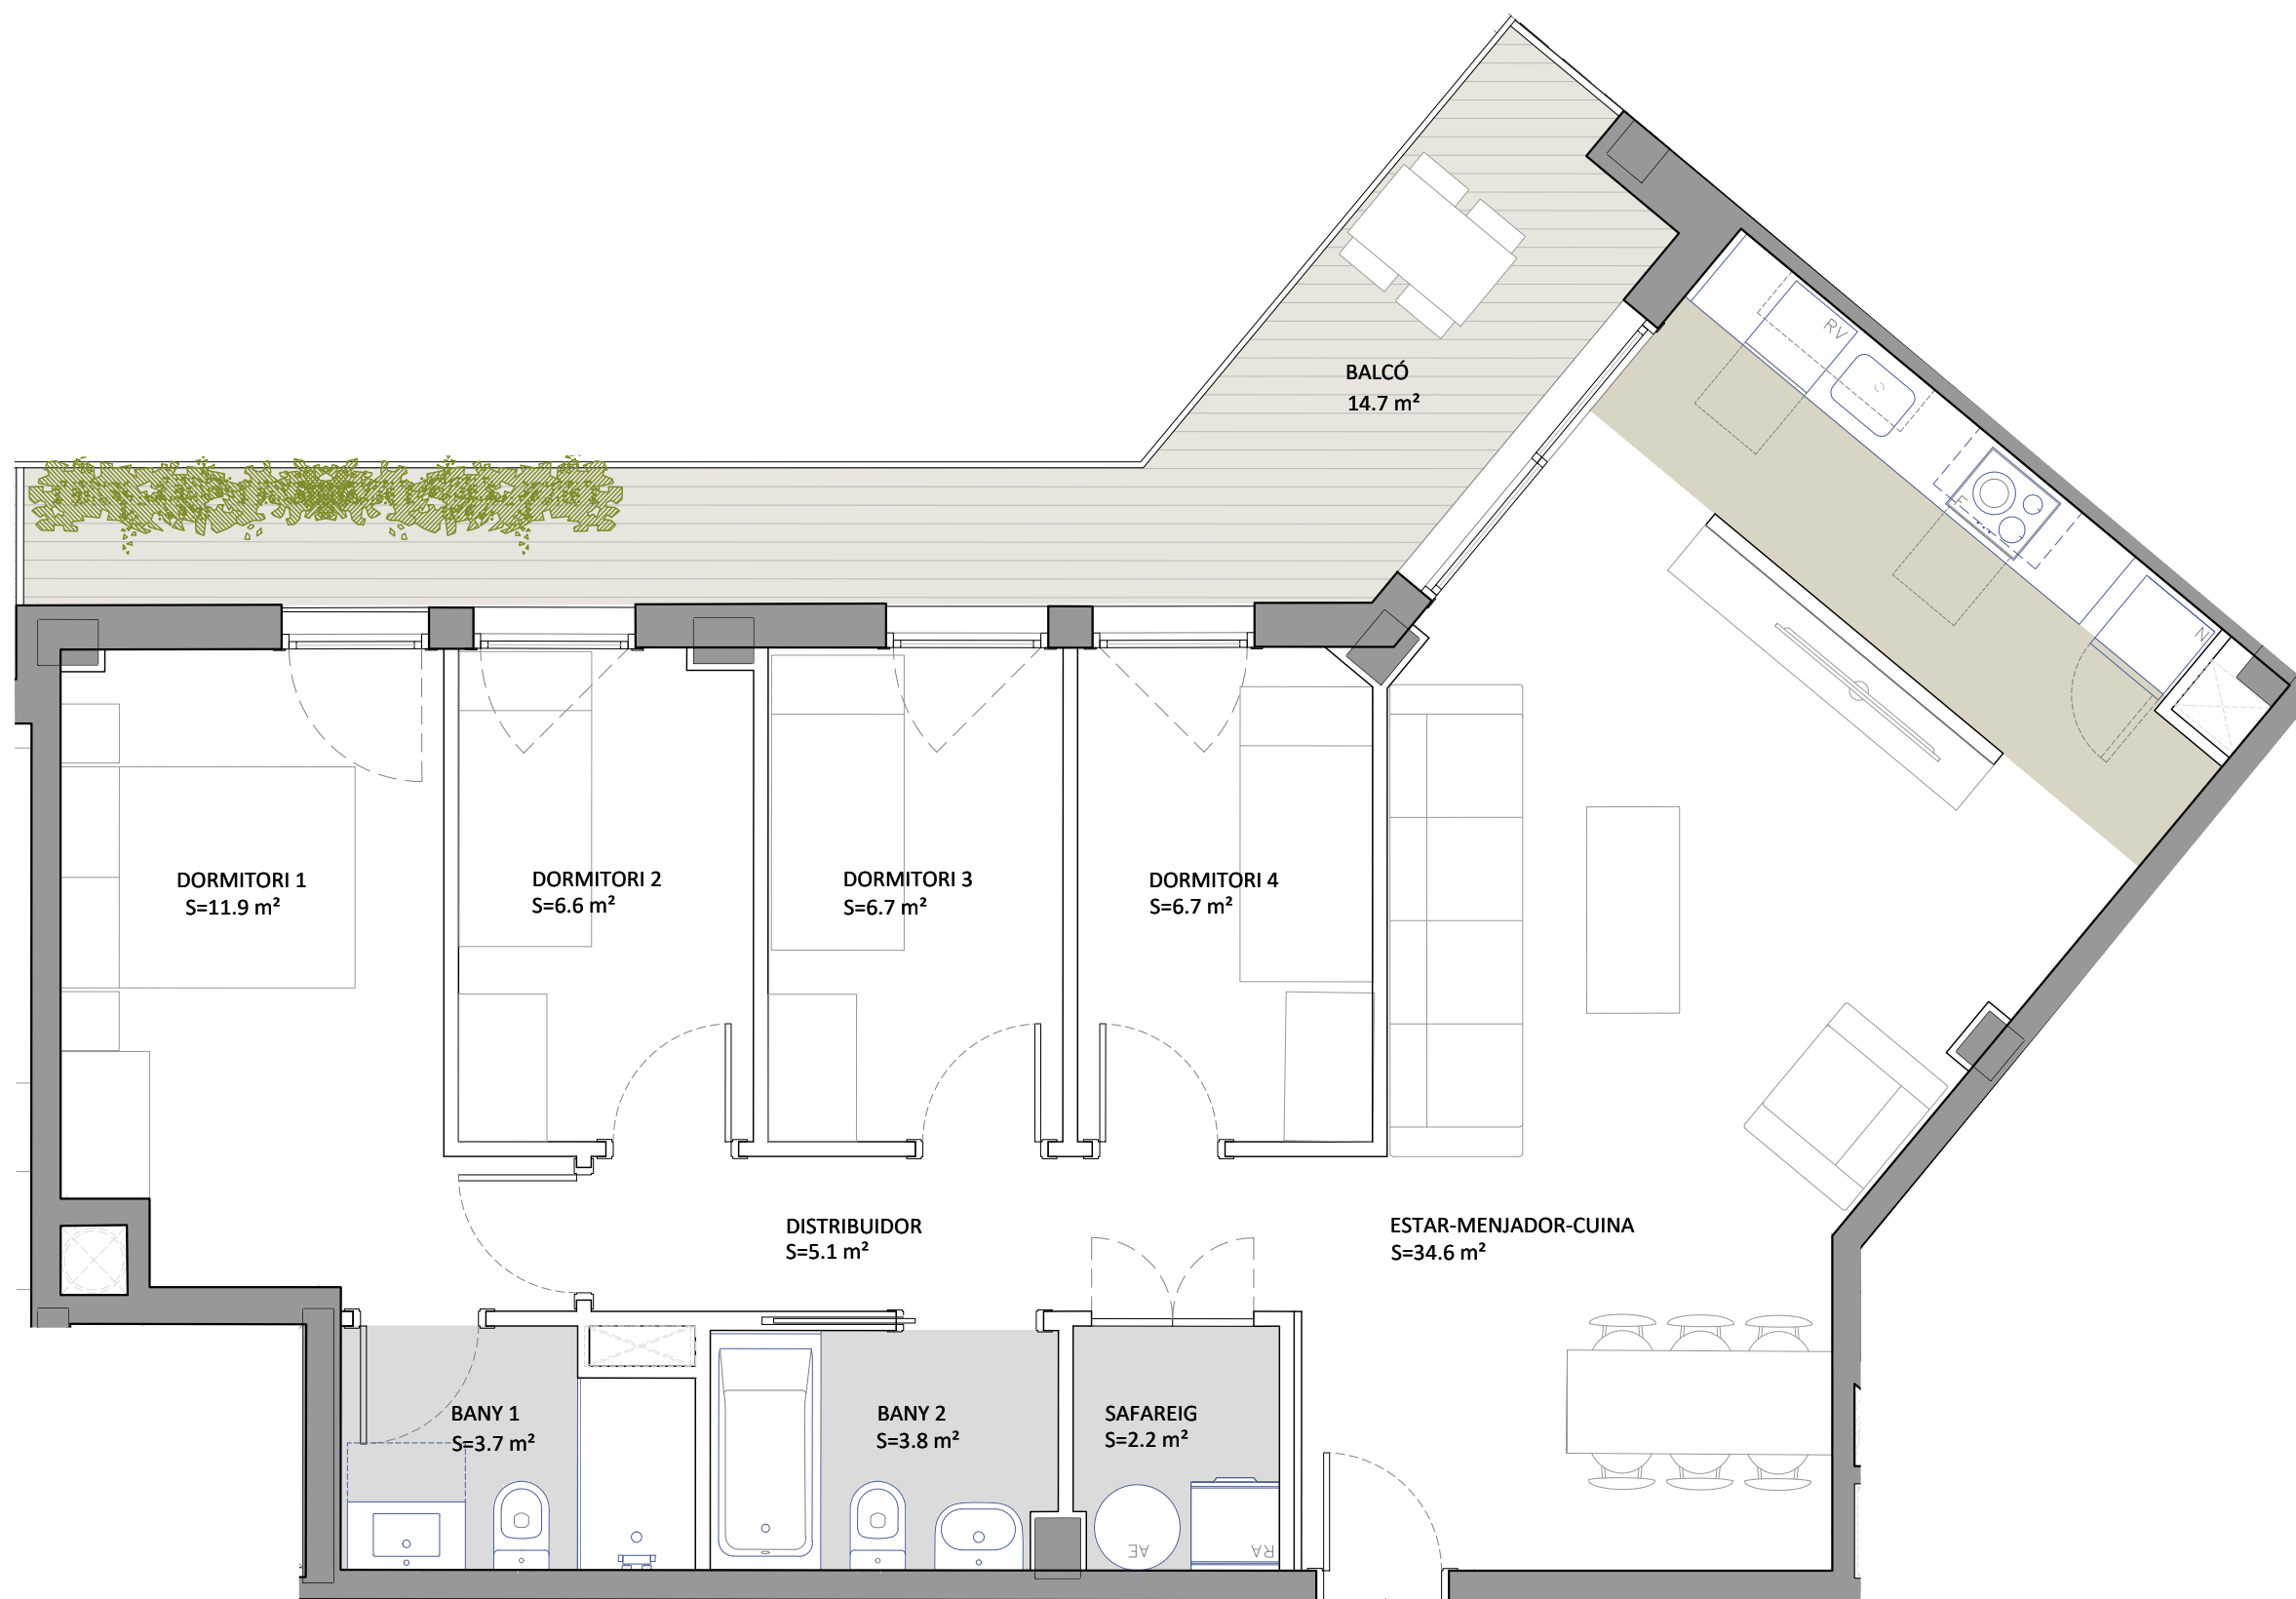 RV
BALCÓ
14.7 m²
F
N
DORMITORI 1
S=11.9 m²
DORMITORI 2
S=6.6 m²
DORMITORI 3
S=6.7 m²
DORMITORI 4
S=6.7 m²
DISTRIBUIDOR
S=5.1 m²
ESTAR-MENJADOR-CUINA
S=34.6 m²
BANY 1
S=3.7 m²
BANY 2
S=3.8 m²
SAFAREIG
S=2.2 m²
AE
RA